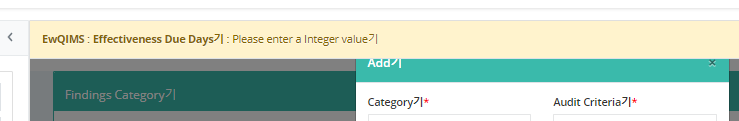 EwQIMS : Effectiveness Due Days기 : Please enter a Integer value기
Add기 ×
Findings Category기
Category기* Audit Criteria기*